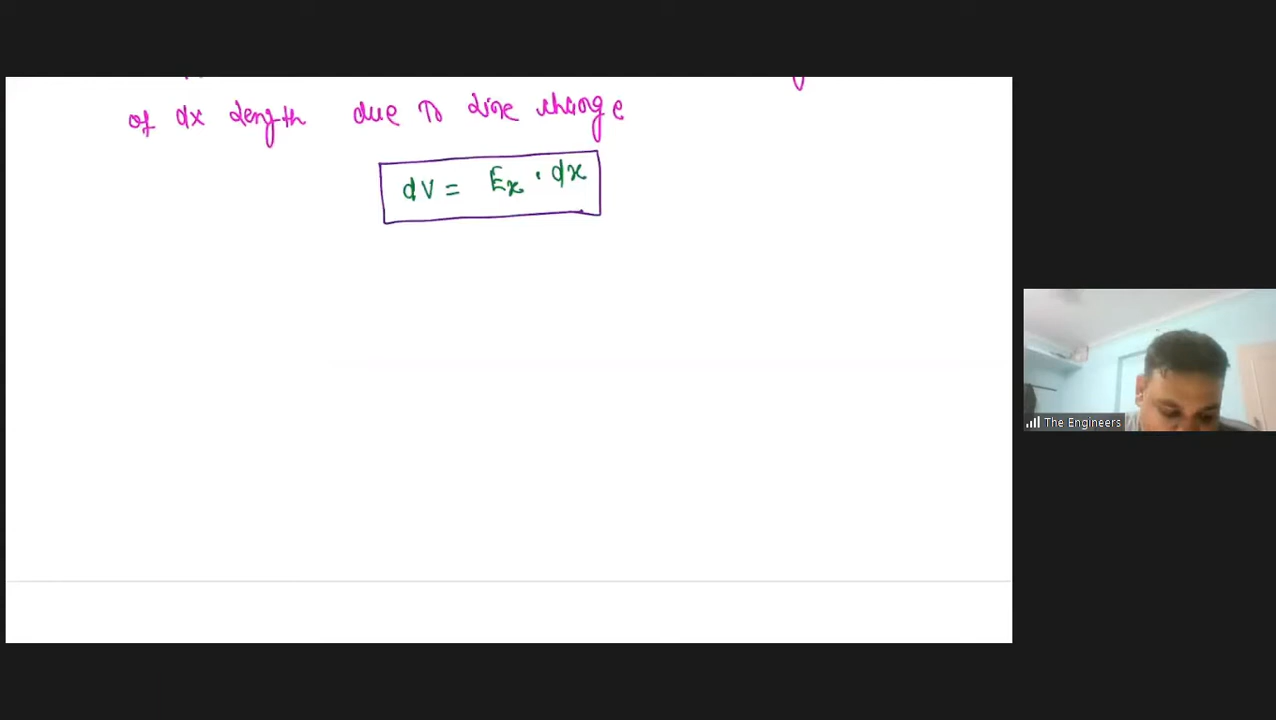 of dx length due to line charge
dV = Ex · dx
The Engineers